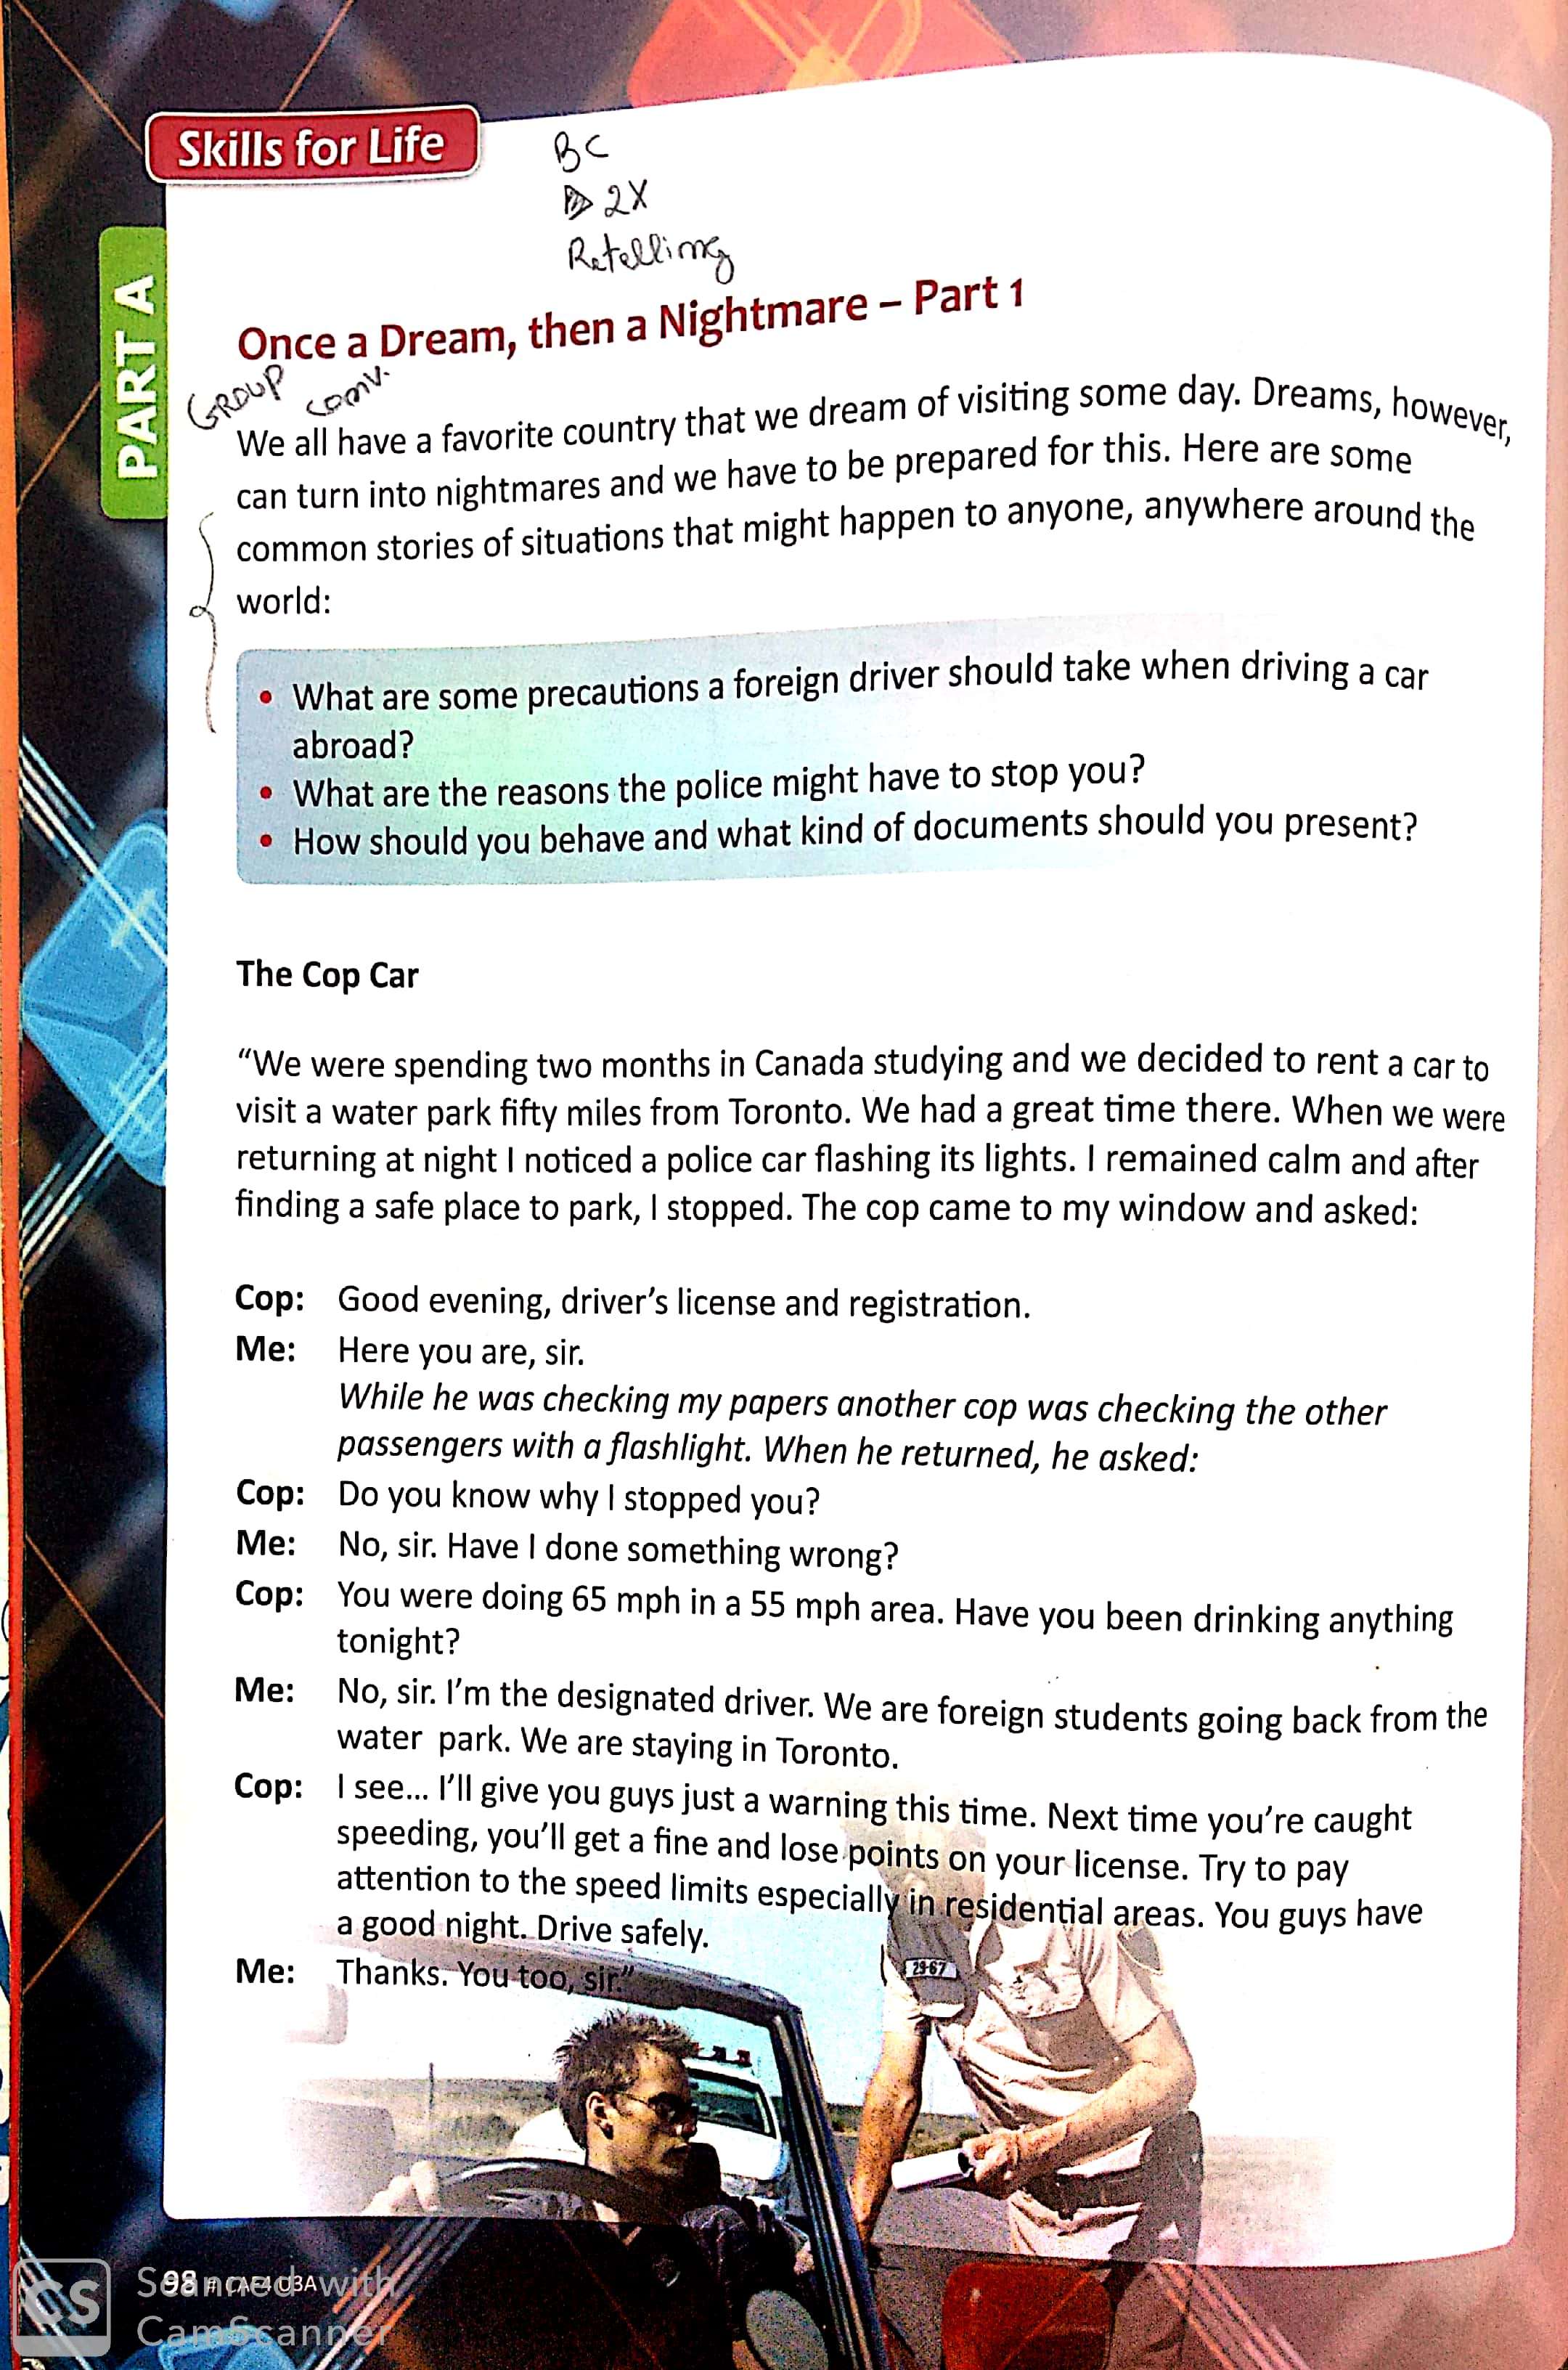 Skills for Life
BC
2X
Retelling
PART A
Once a Dream, then a Nightmare – Part 1
GROUP conv.
We all have a favorite country that we dream of visiting some day. Dreams, however,
can turn into nightmares and we have to be prepared for this. Here are some
common stories of situations that might happen to anyone, anywhere around the
world:
• What are some precautions a foreign driver should take when driving a car
abroad?
• What are the reasons the police might have to stop you?
• How should you behave and what kind of documents should you present?
The Cop Car
“We were spending two months in Canada studying and we decided to rent a car to
visit a water park fifty miles from Toronto. We had a great time there. When we were
returning at night I noticed a police car flashing its lights. I remained calm and after
finding a safe place to park, I stopped. The cop came to my window and asked:
Cop: Good evening, driver’s license and registration.
Me: Here you are, sir.
While he was checking my papers another cop was checking the other
passengers with a flashlight. When he returned, he asked:
Cop: Do you know why I stopped you?
Me: No, sir. Have I done something wrong?
Cop: You were doing 65 mph in a 55 mph area. Have you been drinking anything
tonight?
Me: No, sir. I’m the designated driver. We are foreign students going back from the
water park. We are staying in Toronto.
Cop: I see... I’ll give you guys just a warning this time. Next time you’re caught
speeding, you’ll get a fine and lose points on your license. Try to pay
attention to the speed limits especially in residential areas. You guys have
a good night. Drive safely.
Me: Thanks. You too, sir.”
29-67
98 # CAE4U3A
CS Scanned with
CamScanner